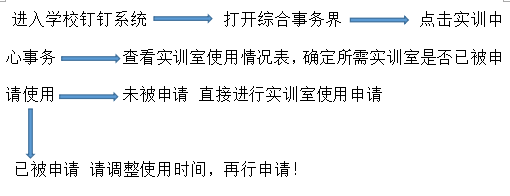 进入学校钉钉系统 打开综合事务界 点击实训中
心事务 查看实训室使用情况表，确定所需实训室是否已被申
请使用 未被申请 直接进行实训室使用申请
已被申请 请调整使用时间，再行申请！